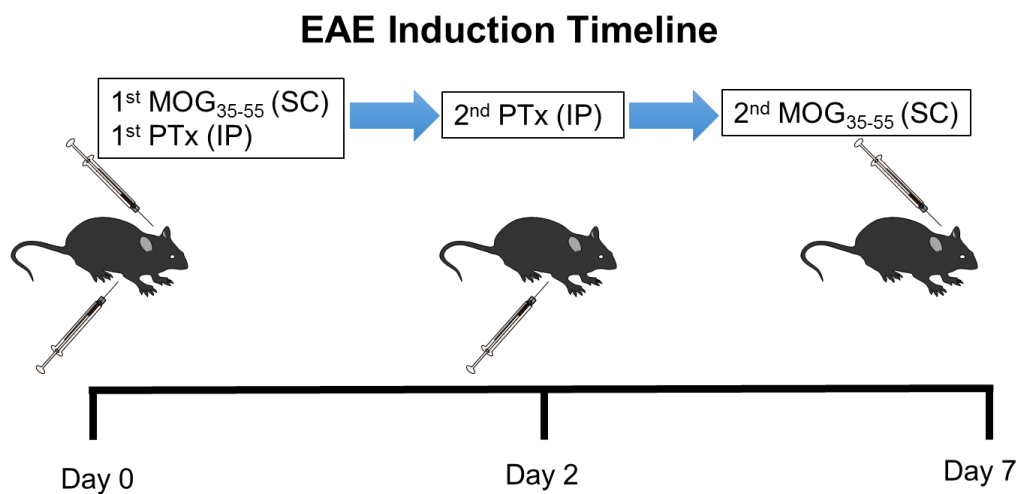 EAE Induction Timeline
1st MOG35-55 (SC)
1st PTx (IP)
2nd PTx (IP)
2nd MOG35-55 (SC)
Day 0
Day 2
Day 7